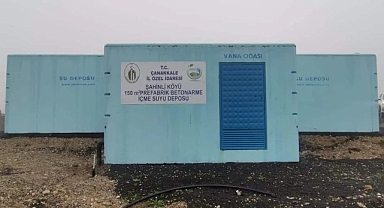 T.C.
ÇANAKKALE
İL ÖZEL İDARESİ
ŞAHİNLİ KÖYÜ
150 m³ PREFABRİK BETONARME
İÇME SUYU DEPOSU
VANA ODASI
SU DEPOSU
SU DEPOSU